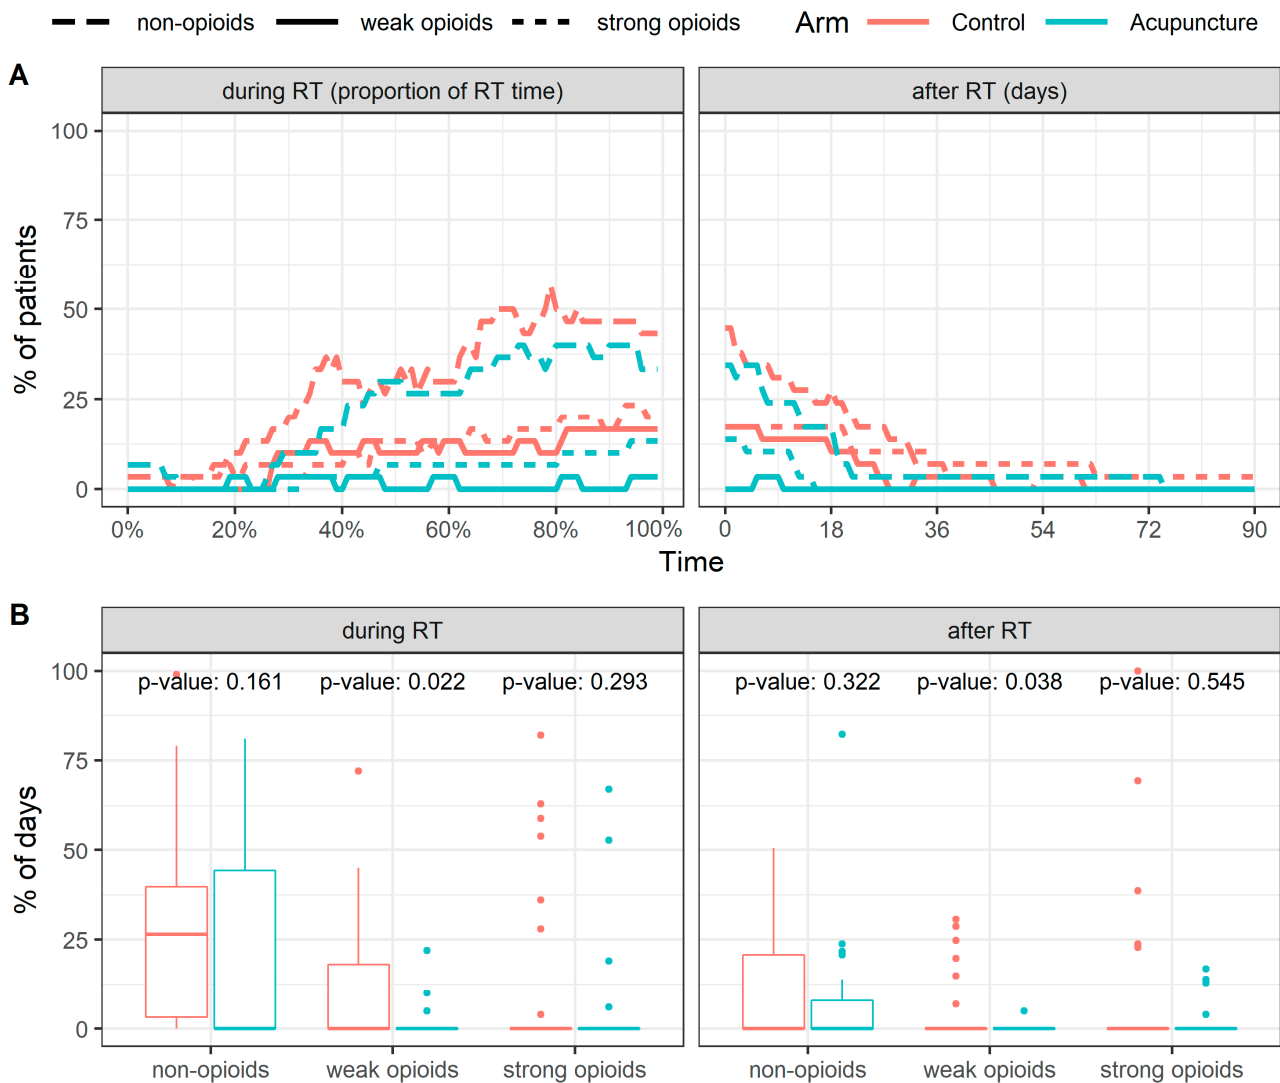 non-opioids weak opioids strong opioids Arm Control Acupuncture
A
during RT (proportion of RT time) after RT (days)
100
75
50
25
0
% of patients
0% 20% 40% 60% 80% 100% 0 18 36 54 72 90
Time
B
during RT after RT
p-value: 0.161 p-value: 0.022 p-value: 0.293 p-value: 0.322 p-value: 0.038 p-value: 0.545
100
75
50
25
0
% of days
non-opioids weak opioids strong opioids non-opioids weak opioids strong opioids